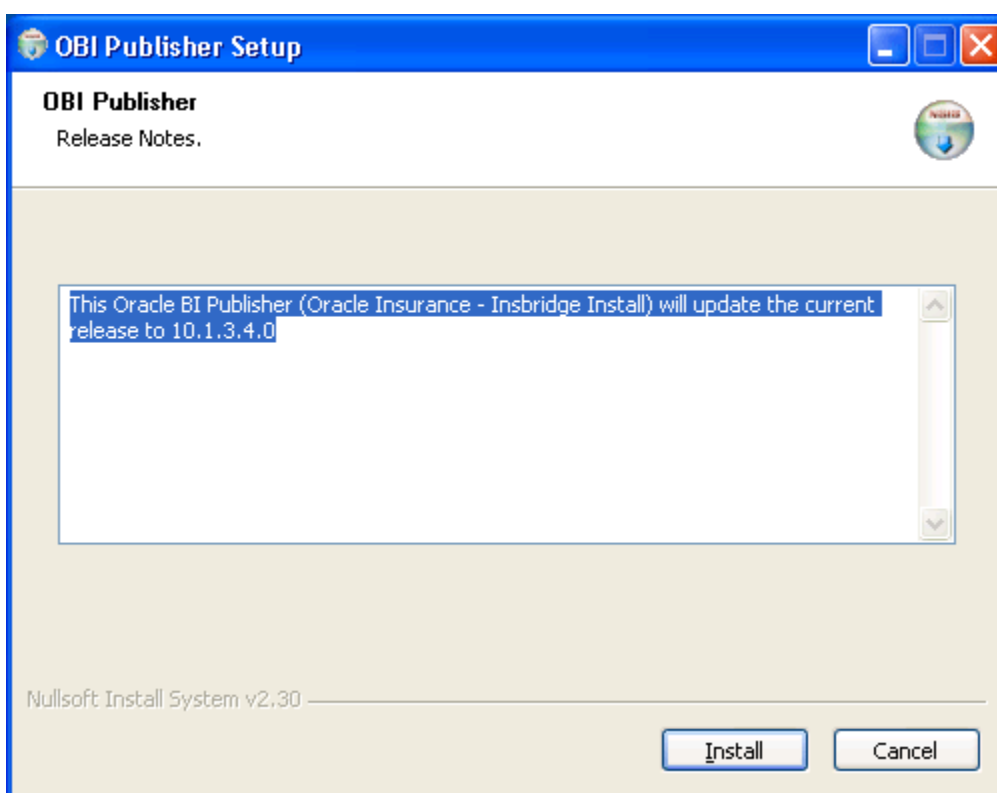 OBI Publisher Setup
OBI Publisher
Release Notes.
This Oracle BI Publisher (Oracle Insurance - Insbridge Install) will update the current
release to 10.1.3.4.0
Nullsoft Install System v2.30
Install
Cancel